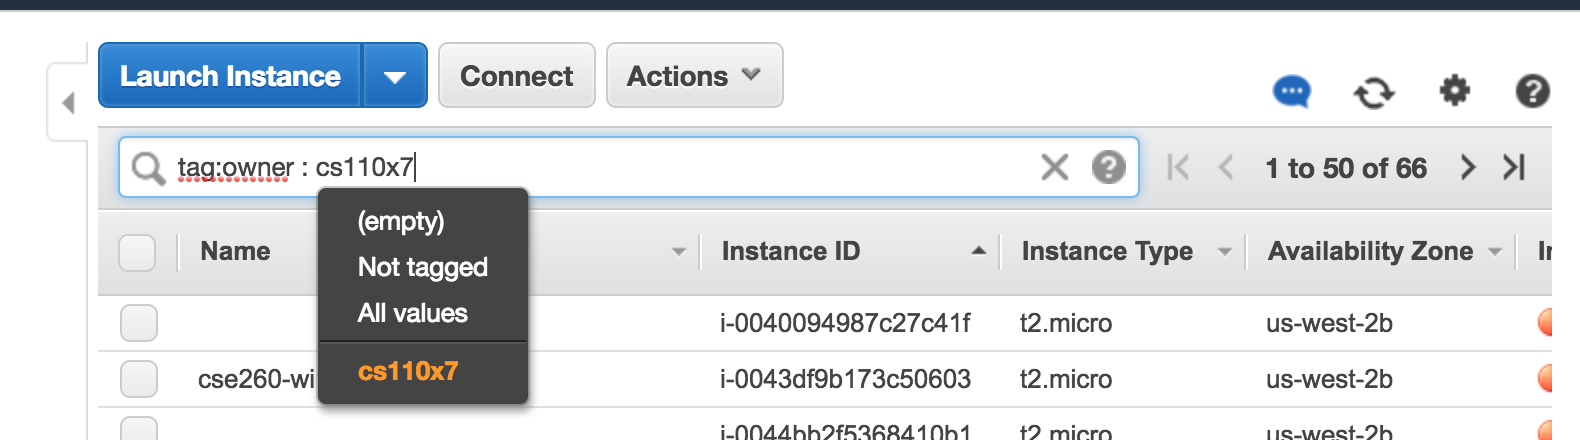 Launch Instance Connect Actions
tag:owner : cs110x7 1 to 50 of 66
(empty)
Not tagged
All values
cs110x7
Name Instance ID Instance Type Availability Zone
i-0040094987c27c41f t2.micro us-west-2b
cse260-wi i-0043df9b173c50603 t2.micro us-west-2b
i-0044bb2f5368410b1 t2.micro us-west-2b